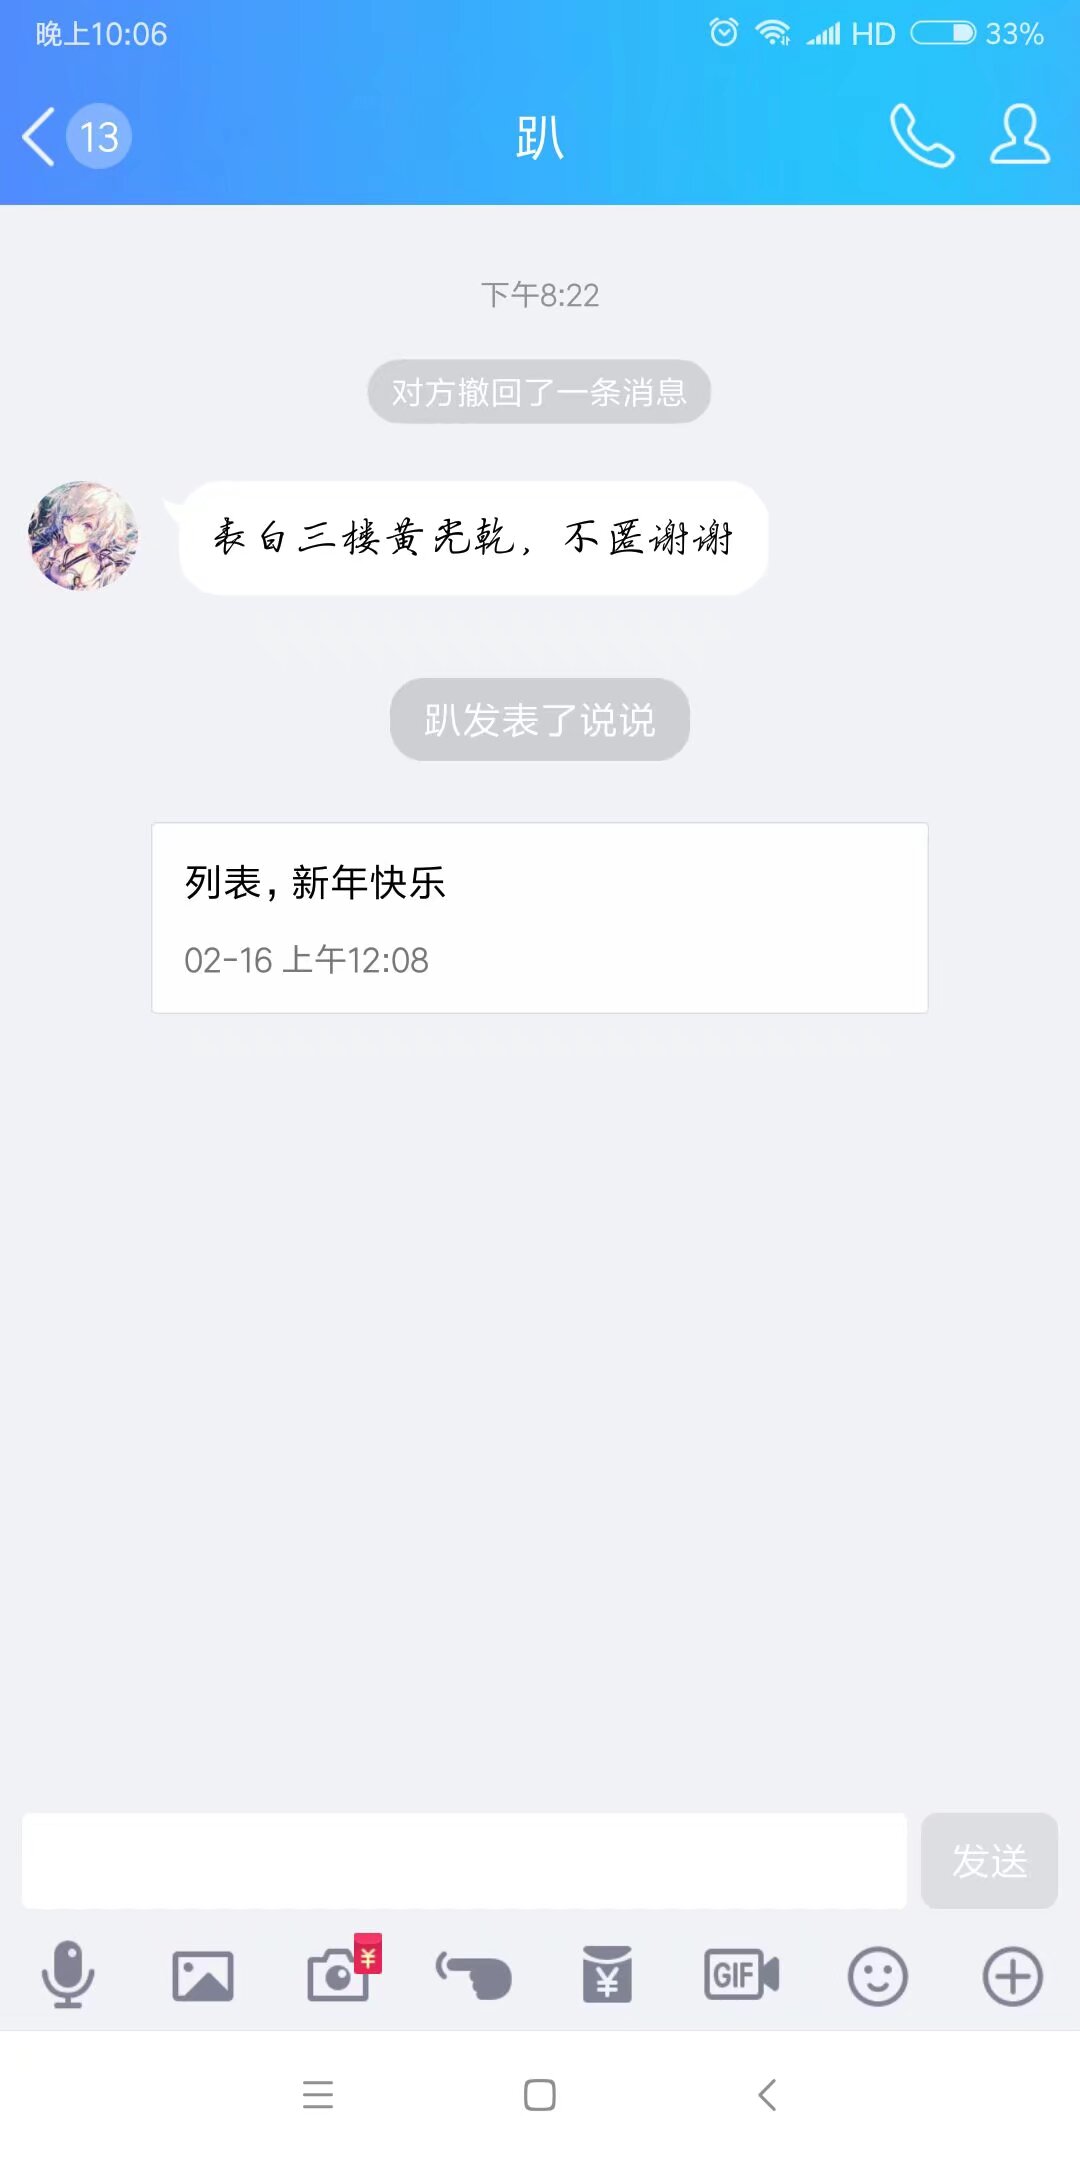 晚上10:06
HD
33%
13
趴
下午8:22
对方撤回了一条消息
表白三楼黄尧乾，不匿谢谢
趴发表了说说
列表，新年快乐
02-16 上午12:08
发送
¥
¥
GIF